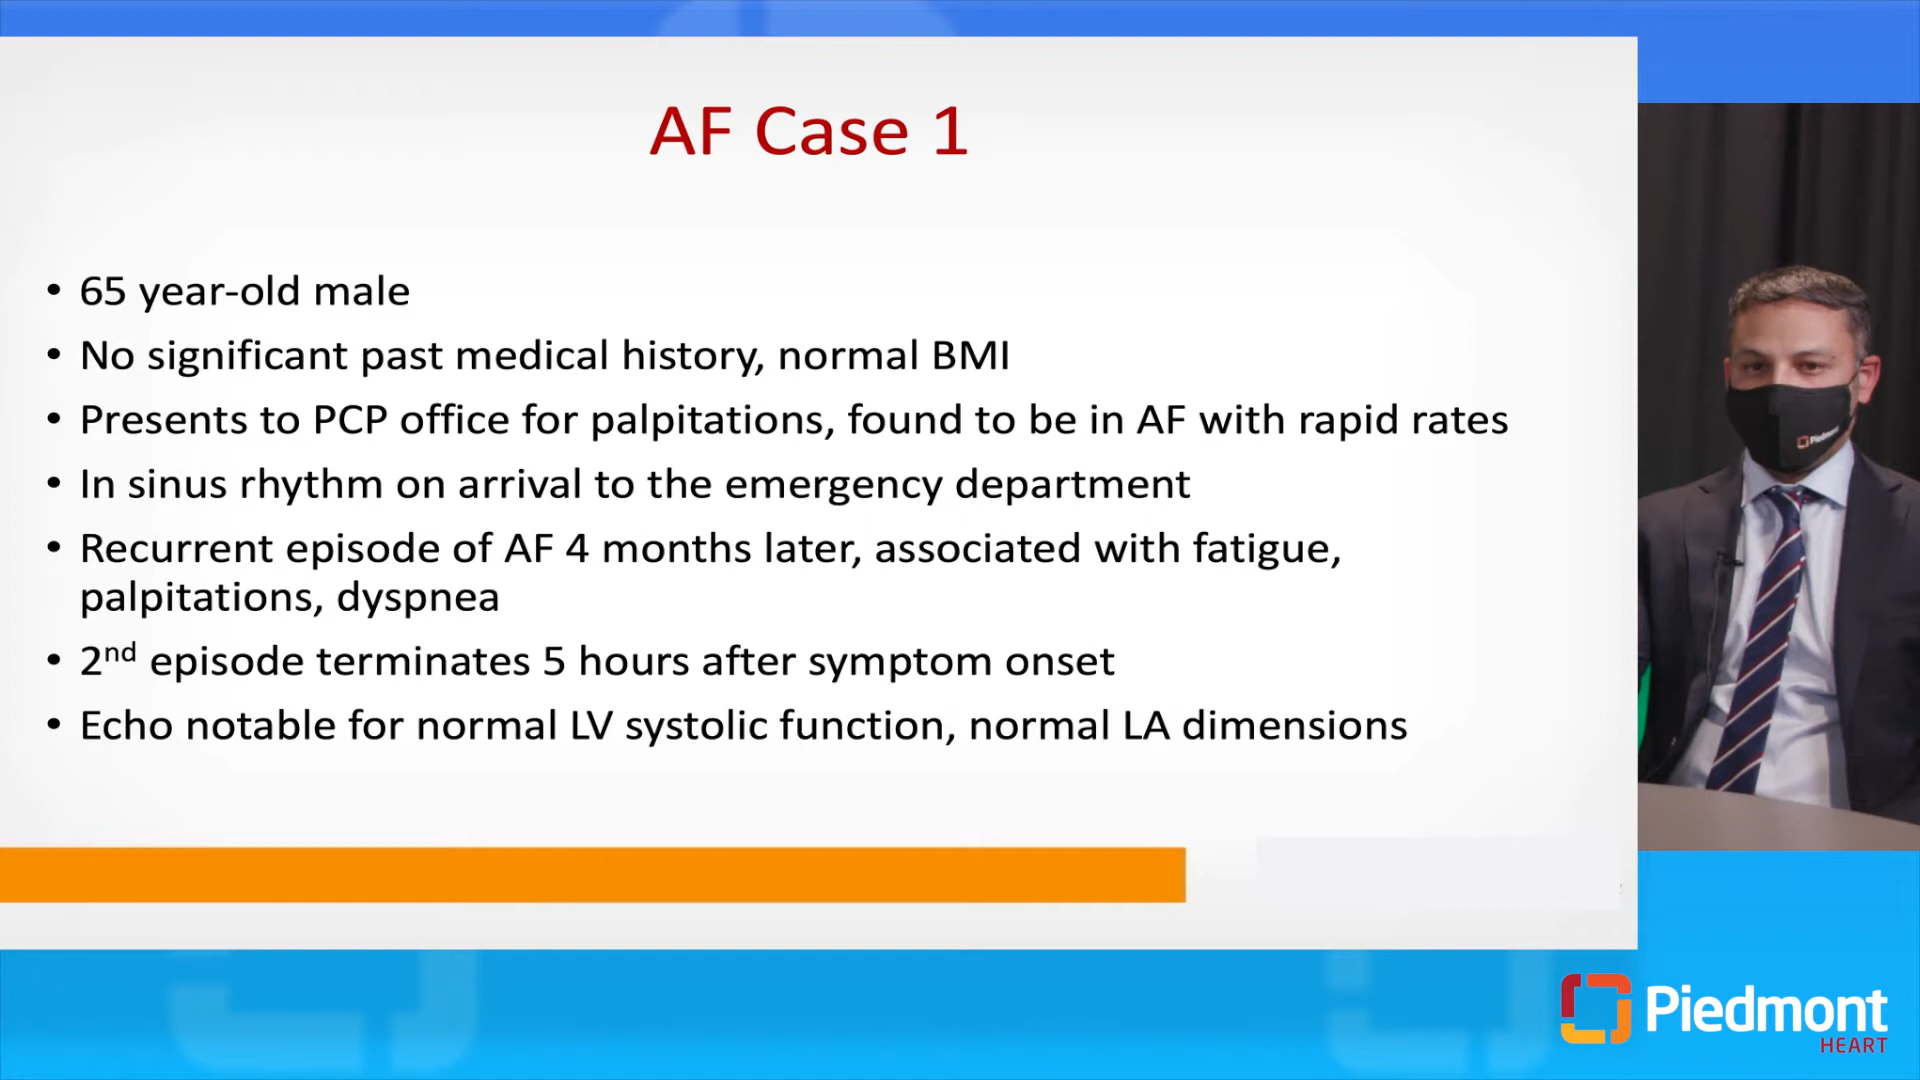 AF Case 1
• 65 year-old male
• No significant past medical history, normal BMI
• Presents to PCP office for palpitations, found to be in AF with rapid rates
• In sinus rhythm on arrival to the emergency department
• Recurrent episode of AF 4 months later, associated with fatigue,
palpitations, dyspnea
• 2nd episode terminates 5 hours after symptom onset
• Echo notable for normal LV systolic function, normal LA dimensions
Piedmont
Piedmont
HEART